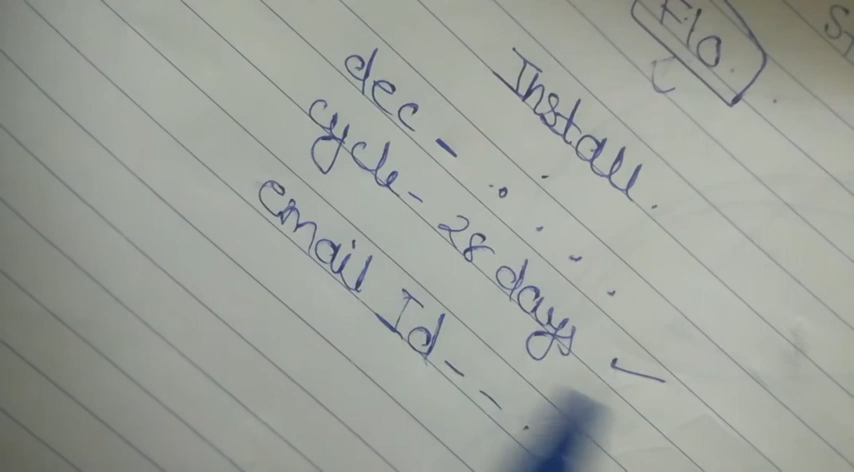 Flo.
Install.
dec - . . . . .
cycle - 28 days ✓
email Id - - .